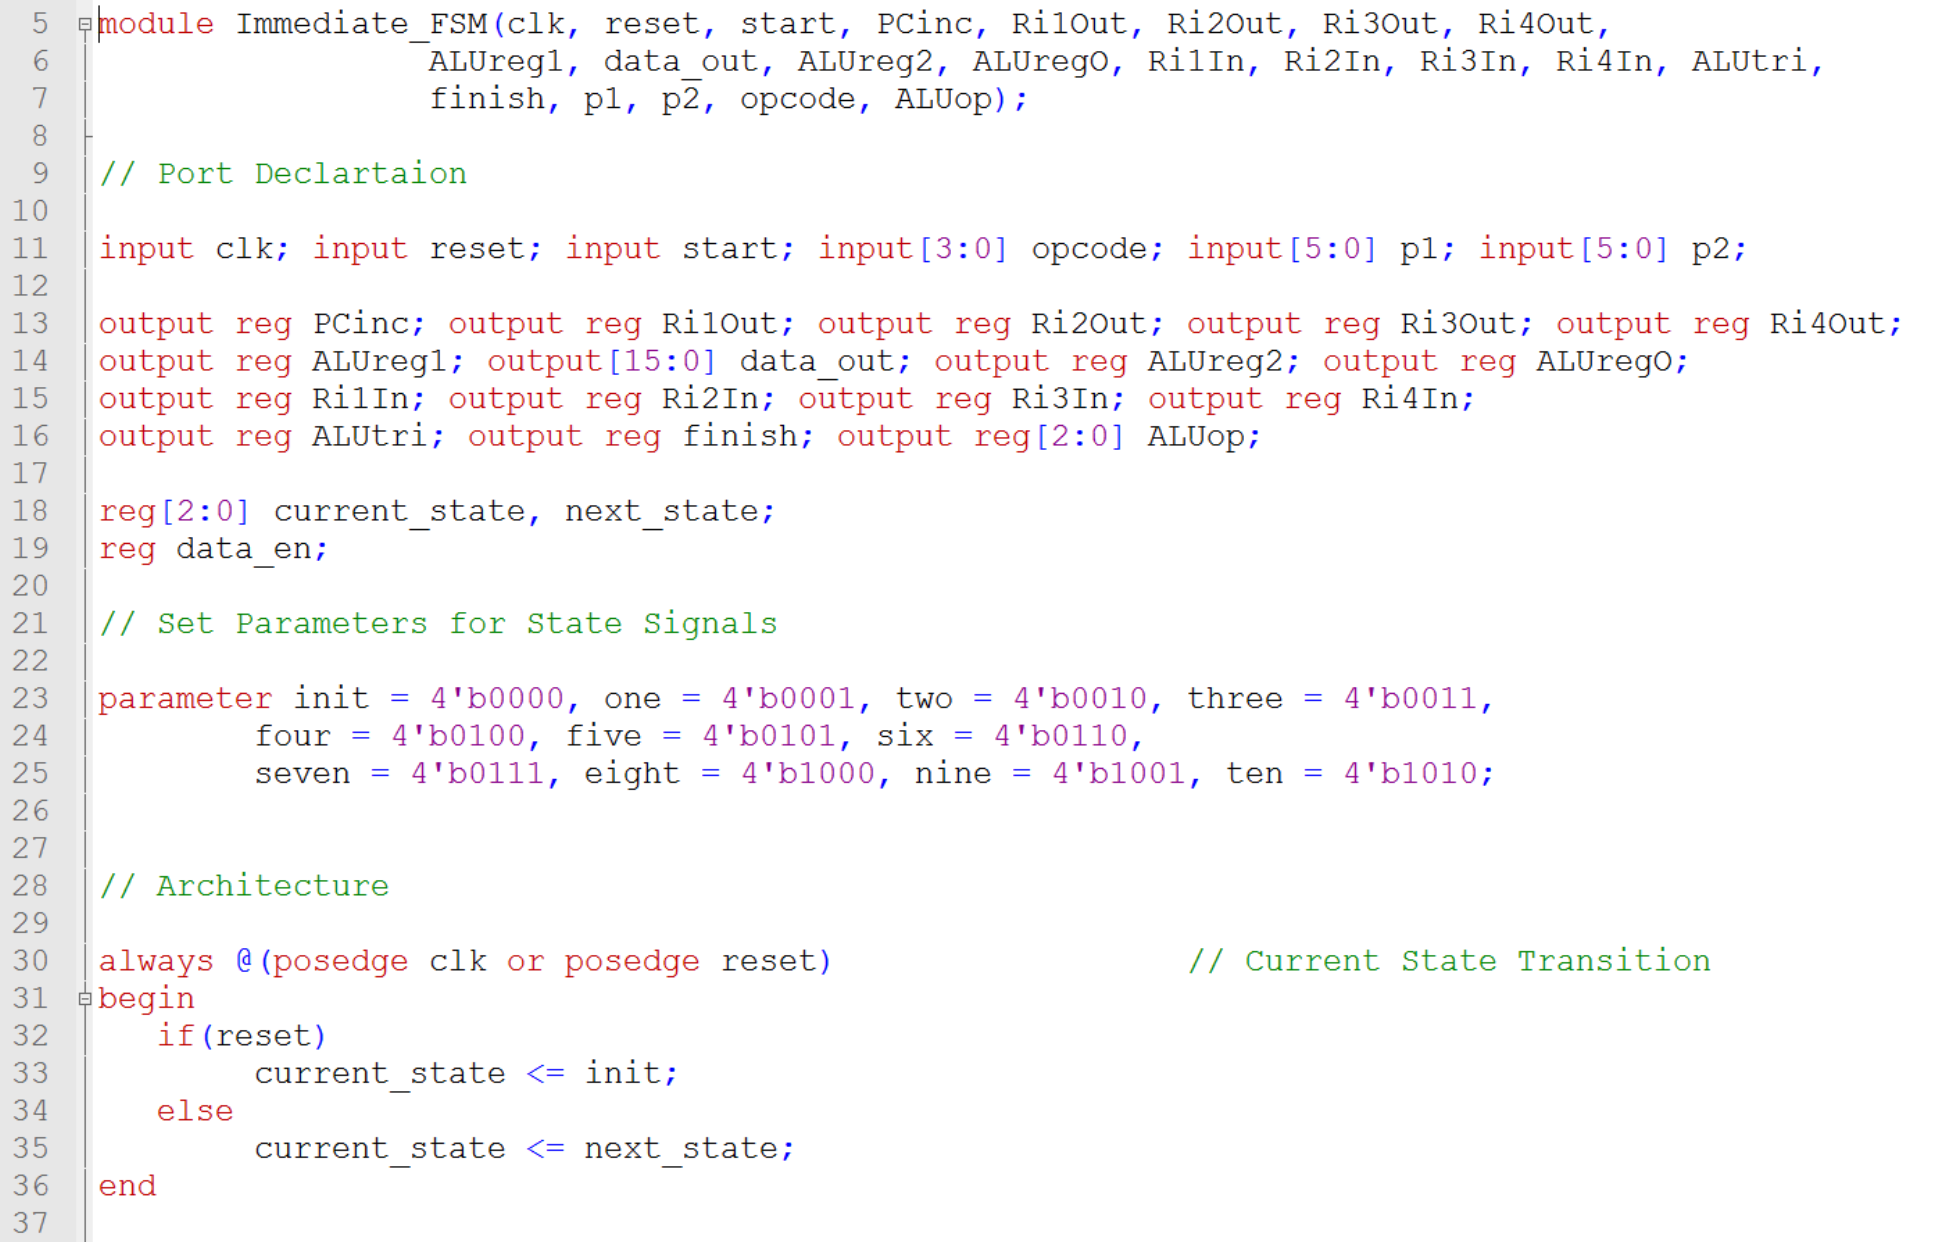 5 module Immediate_FSM(clk, reset, start, PCinc, Ri1Out, Ri2Out, Ri3Out, Ri4Out,
6 ALUreg1, data_out, ALUreg2, ALUregO, Ri1In, Ri2In, Ri3In, Ri4In, ALUtri,
7 finish, p1, p2, opcode, ALUop);
8
9 // Port Declartaion
10
11 input clk; input reset; input start; input[3:0] opcode; input[5:0] p1; input[5:0] p2;
12
13 output reg PCinc; output reg Ri1Out; output reg Ri2Out; output reg Ri3Out; output reg Ri4Out;
14 output reg ALUreg1; output[15:0] data_out; output reg ALUreg2; output reg ALUregO;
15 output reg Ri1In; output reg Ri2In; output reg Ri3In; output reg Ri4In;
16 output reg ALUtri; output reg finish; output reg[2:0] ALUop;
17
18 reg[2:0] current_state, next_state;
19 reg data_en;
20
21 // Set Parameters for State Signals
22
23 parameter init = 4'b0000, one = 4'b0001, two = 4'b0010, three = 4'b0011,
24 four = 4'b0100, five = 4'b0101, six = 4'b0110,
25 seven = 4'b0111, eight = 4'b1000, nine = 4'b1001, ten = 4'b1010;
26
27
28 // Architecture
29
30 always @(posedge clk or posedge reset) // Current State Transition
31 begin
32 if(reset)
33 current_state <= init;
34 else
35 current_state <= next_state;
36 end
37